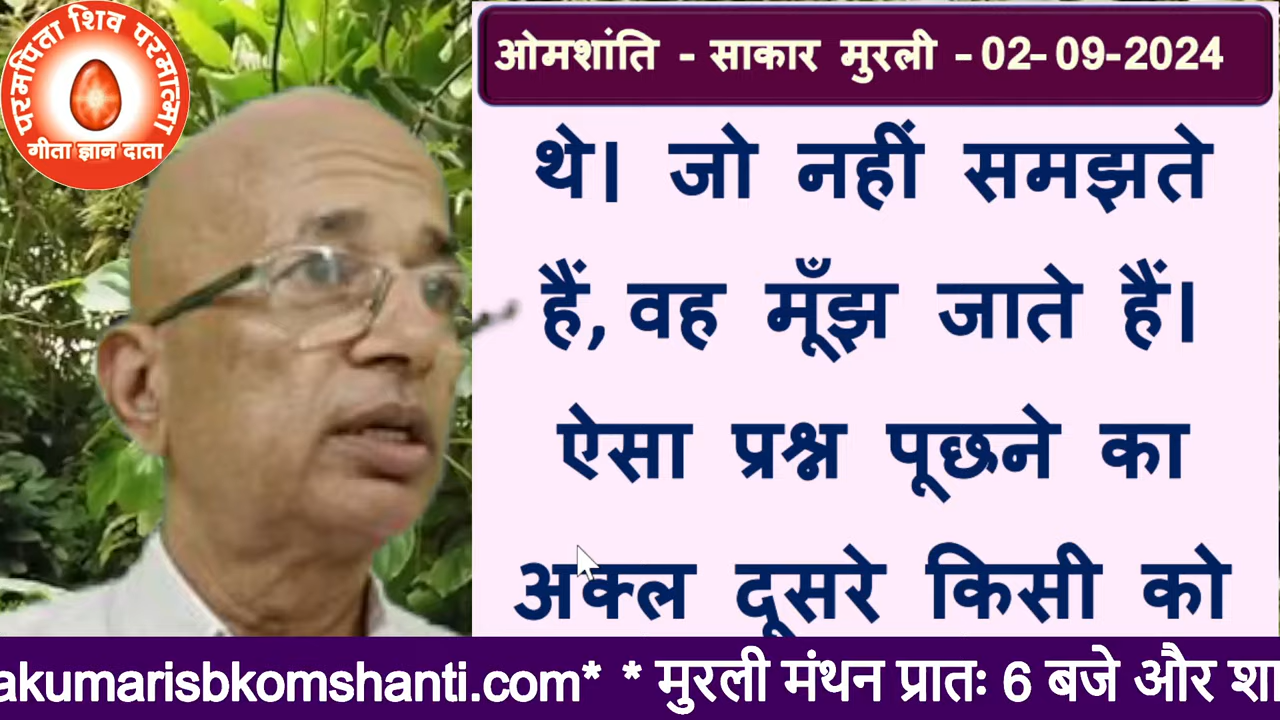 परमपिता शिव परमात्मा
गीता ज्ञान दाता
ओमशांति - साकार मुरली - 02- 09-2024
थे। जो नहीं समझते
हैं, वह मूँझ जाते हैं।
ऐसा प्रश्न पूछने का
अक्ल दूसरे किसी को
akumarisbkomshanti.com* * मुरली मंथन प्रातः 6 बजे और शा